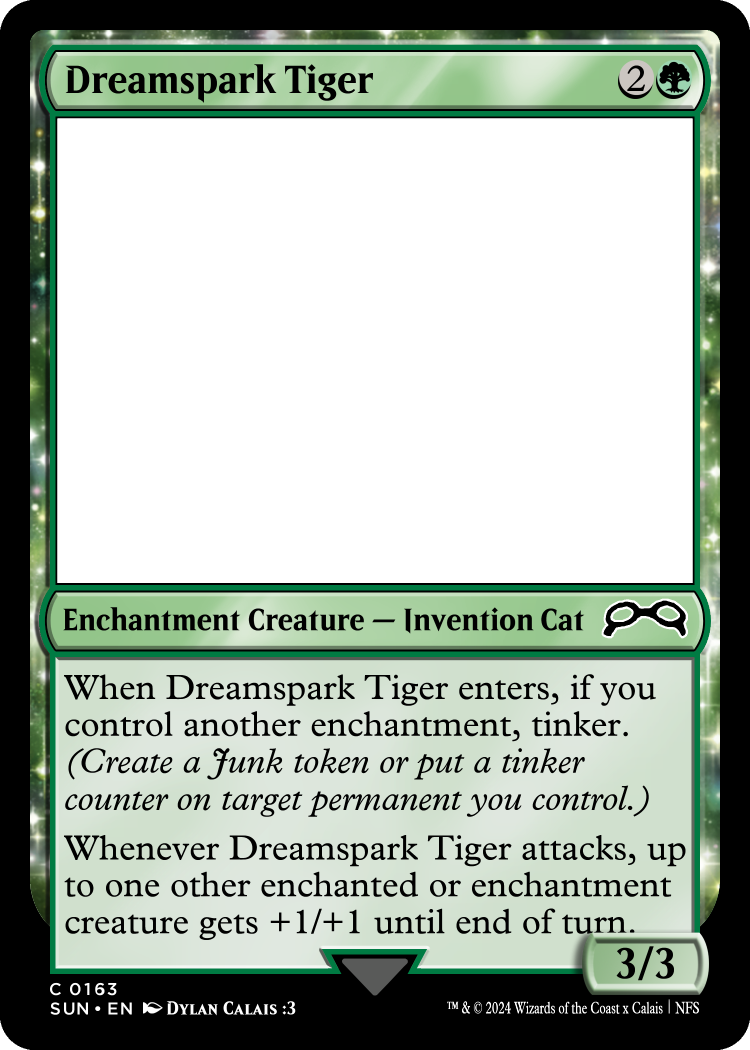 Dreamspark Tiger 2
Enchantment Creature — Invention Cat
When Dreamspark Tiger enters, if you
control another enchantment, tinker.
(Create a Junk token or put a tinker
counter on target permanent you control.)
Whenever Dreamspark Tiger attacks, up
to one other enchanted or enchantment
creature gets +1/+1 until end of turn.
3/3
C 0163
SUN • EN Dylan Calais :3
™ & © 2024 Wizards of the Coast x Calais | NFS